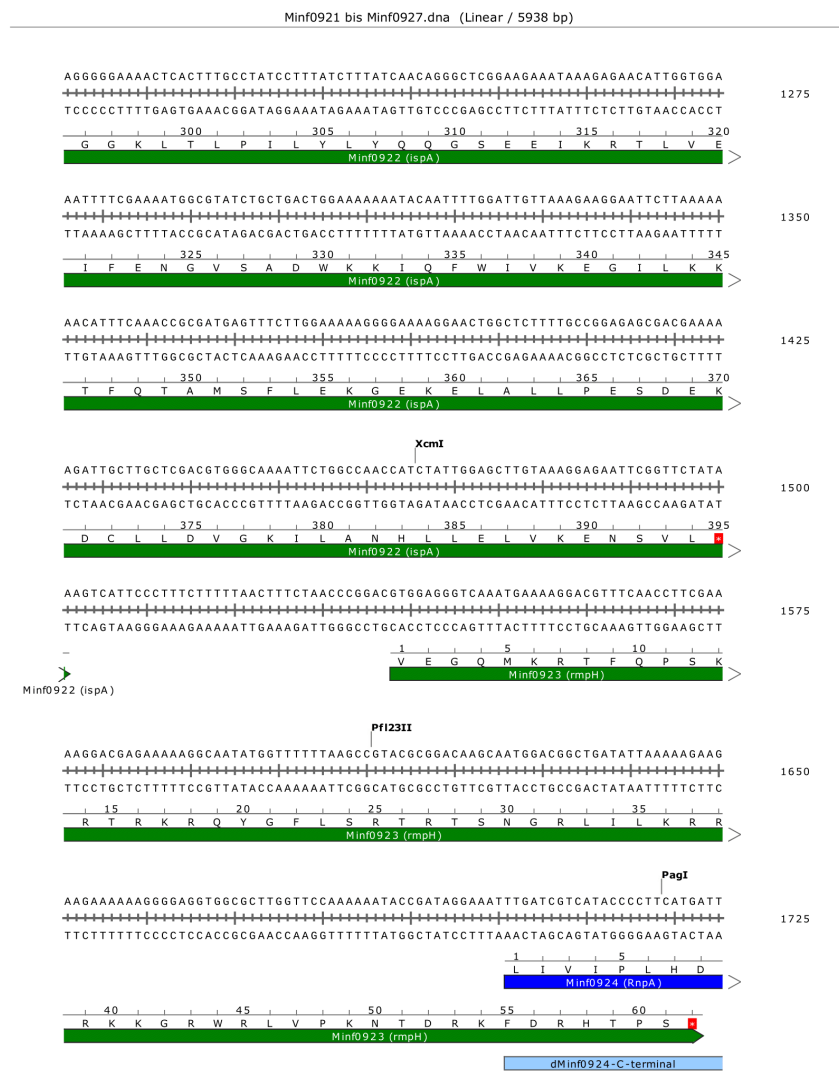 Minf0921 bis Minf0927.dna (Linear / 5938 bp)
AGGGGGAAAACTCACTTTGCCTATCCTTTATCTTTATCAACAGGGCTCGGAAGAAATAAAGAGAACATTGGTGGA
1275
TCCCCCTTTTGAGTGAAACGGATAGGAAATAGAAATAGTTGTCCCGAGCCTTCTTTATTTCTCTTGTAACCACCT
300 305 310 315 320
G G K L T L P I L Y L Y Q Q G S E E I K R T L V E
Minf0922 (ispA)
AATTTTCGAAAATGGCGTATCTGCTGACTGGAAAAAAATACAATTTTGGATTGTTAAAGAAGGAATTCTTAAAAA
1350
TTAAAAGCTTTTACCGCATAGACGACTGACCTTTTTTTATGTTAAAACCTAACAATTTCTTCCTTAAGAATTTTT
325 330 335 340 345
I F E N G V S A D W K K I Q F W I V K E G I L K K
Minf0922 (ispA)
AACATTTCAAACCGCGATGAGTTTCTTGGAAAAAGGGGAAAAGGAACTGGCTCTTTTGCCGGAGAGCGACGAAAA
1425
TTGTAAAGTTTGGCGCTACTCAAAGAACCTTTTTCCCCTTTTCCTTGACCGAGAAAACGGCCTCTCGCTGCTTTT
350 355 360 365 370
T F Q T A M S F L E K G E K E L A L L P E S D E K
Minf0922 (ispA)
XcmI
AGATTGCTTGCTCGACGTGGGCAAAATTCTGGCCAACCATCTATTGGAGCTTGTAAAGGAGAATTCGGTTCTATA
1500
TCTAACGAACGAGCTGCACCCGTTTTAAGACCGGTTGGTAGATAACCTCGAACATTTCCTCTTAAGCCAAGATAT
375 380 385 390 395
D C L L D V G K I L A N H L L E L V K E N S V L *
Minf0922 (ispA)
AAGTCATTCCCTTTCTTTTTAACTTTCTAACCCGGACGTGGAGGGTCAAATGAAAAGGACGTTTCAACCTTCGAA
1575
TTCAGTAAGGGAAAGAAAAATTGAAAGATTGGGCCTGCACCTCCCAGTTTACTTTTCCTGCAAAGTTGGAAGCTT
1 5 10
V E G Q M K R T F Q P S K
Minf0923 (rmpH)
Minf0922 (ispA)
Pfl23II
AAGGACGAGAAAAAGGCAATATGGTTTTTTAAGCCGTACGCGGACAAGCAATGGACGGCTGATATTAAAAAGAAG
1650
TTCCTGCTCTTTTTCCGTTATACCAAAAAATTCGGCATGCGCCTGTTCGTTACCTGCCGACTATAATTTTTCTTC
15 20 25 30 35
R T R K R Q Y G F L S R T R T S N G R L I L K R R
Minf0923 (rmpH)
PagI
AAGAAAAAAGGGGAGGTGGCGCTTGGTTCCAAAAAATACCGATAGGAAATTTGATCGTCATACCCCTTCATGATT
1725
TTCTTTTTTCCCCTCCACCGCGAACCAAGGTTTTTTATGGCTATCCTTTAAACTAGCAGTATGGGGAAGTACTAA
1 5
L I V I P L H D
Minf0924 (RnpA)
40 45 50 55 60
R K K G R W R L V P K N T D R K F D R H T P S *
Minf0923 (rmpH)
dMinf0924-C-terminal